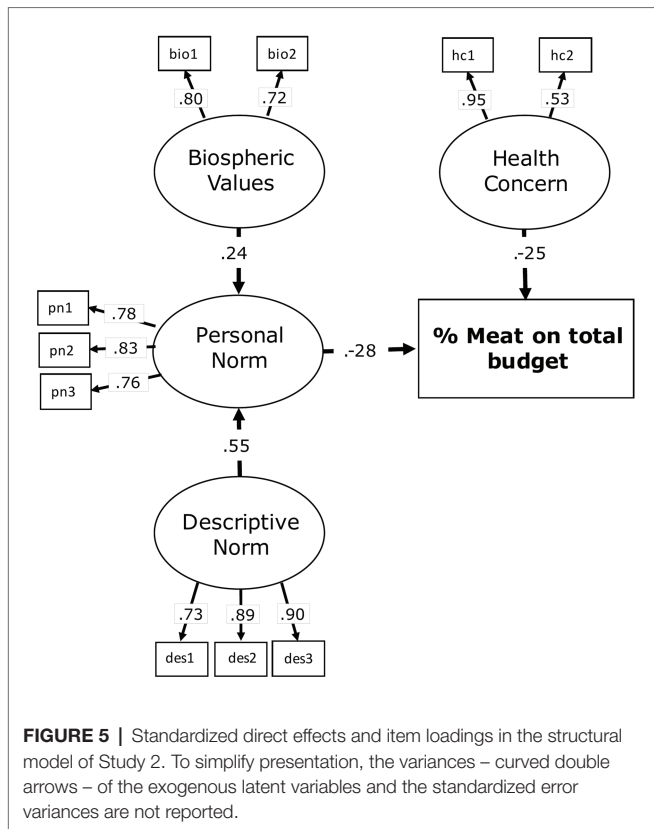 bio1
bio2
hc1
hc2
.80
.72
.95
.53
Biospheric
Values
Health
Concern
.24
.-25
pn1
.78
pn2
.83
pn3
.76
Personal
Norm
.-28
% Meat on total
budget
.55
Descriptive
Norm
.73
.89
.90
des1
des2
des3
FIGURE 5 | Standardized direct effects and item loadings in the structural
model of Study 2. To simplify presentation, the variances – curved double
arrows – of the exogenous latent variables and the standardized error
variances are not reported.